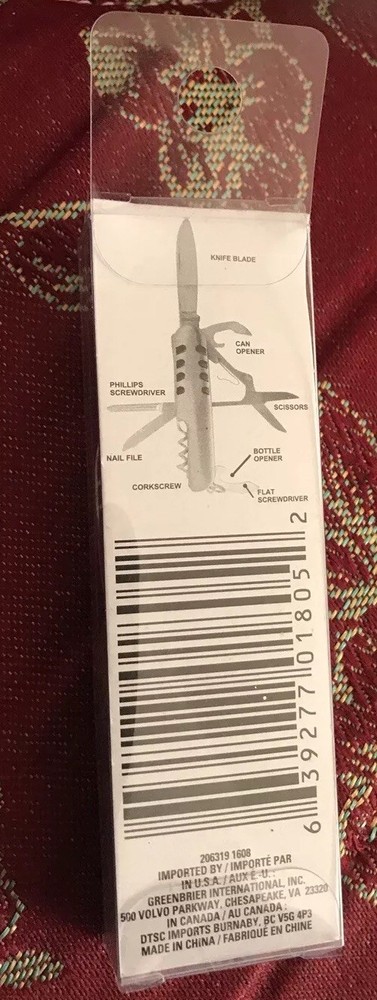 KNIFE BLADE
CAN
OPENER
PHILLIPS
SCREWDRIVER
SCISSORS
NAIL FILE
BOTTLE
OPENER
CORKSCREW
FLAT
SCREWDRIVER
6 39277 01805 2
206319 1608
IMPORTED BY / IMPORTÉ PAR
IN U.S.A. / AUX É.-U. :
GREENBRIER INTERNATIONAL, INC.
500 VOLVO PARKWAY, CHESAPEAKE, VA 23320
IN CANADA / AU CANADA :
DTSC IMPORTS BURNABY, BC V5G 4P3
MADE IN CHINA / FABRIQUÉ EN CHINE